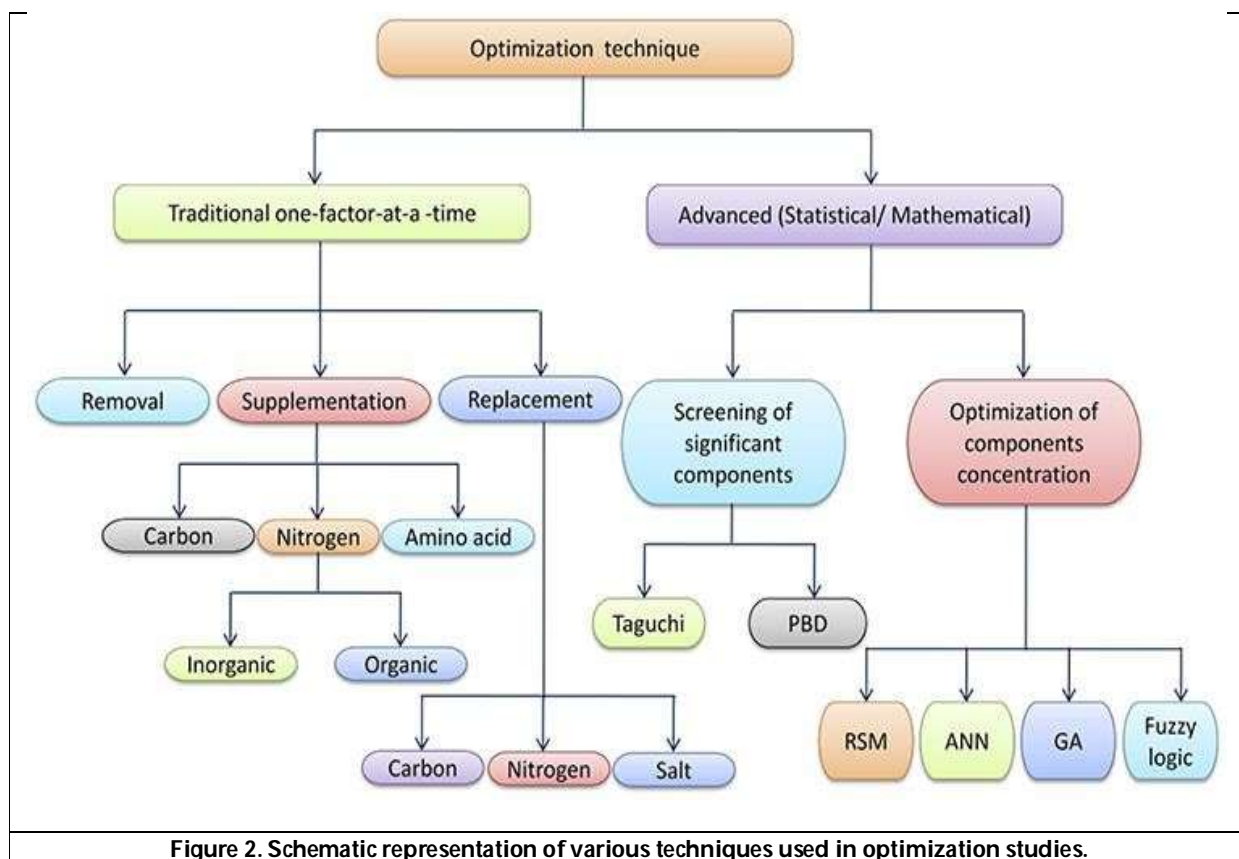 Optimization technique
Traditional one-factor-at-a -time
Advanced (Statistical/ Mathematical)
Removal
Supplementation
Replacement
Screening of
significant
components
Optimization of
components
concentration
Carbon
Nitrogen
Amino acid
Taguchi
PBD
Inorganic
Organic
RSM
ANN
GA
Fuzzy
logic
Carbon
Nitrogen
Salt
Figure 2. Schematic representation of various techniques used in optimization studies.